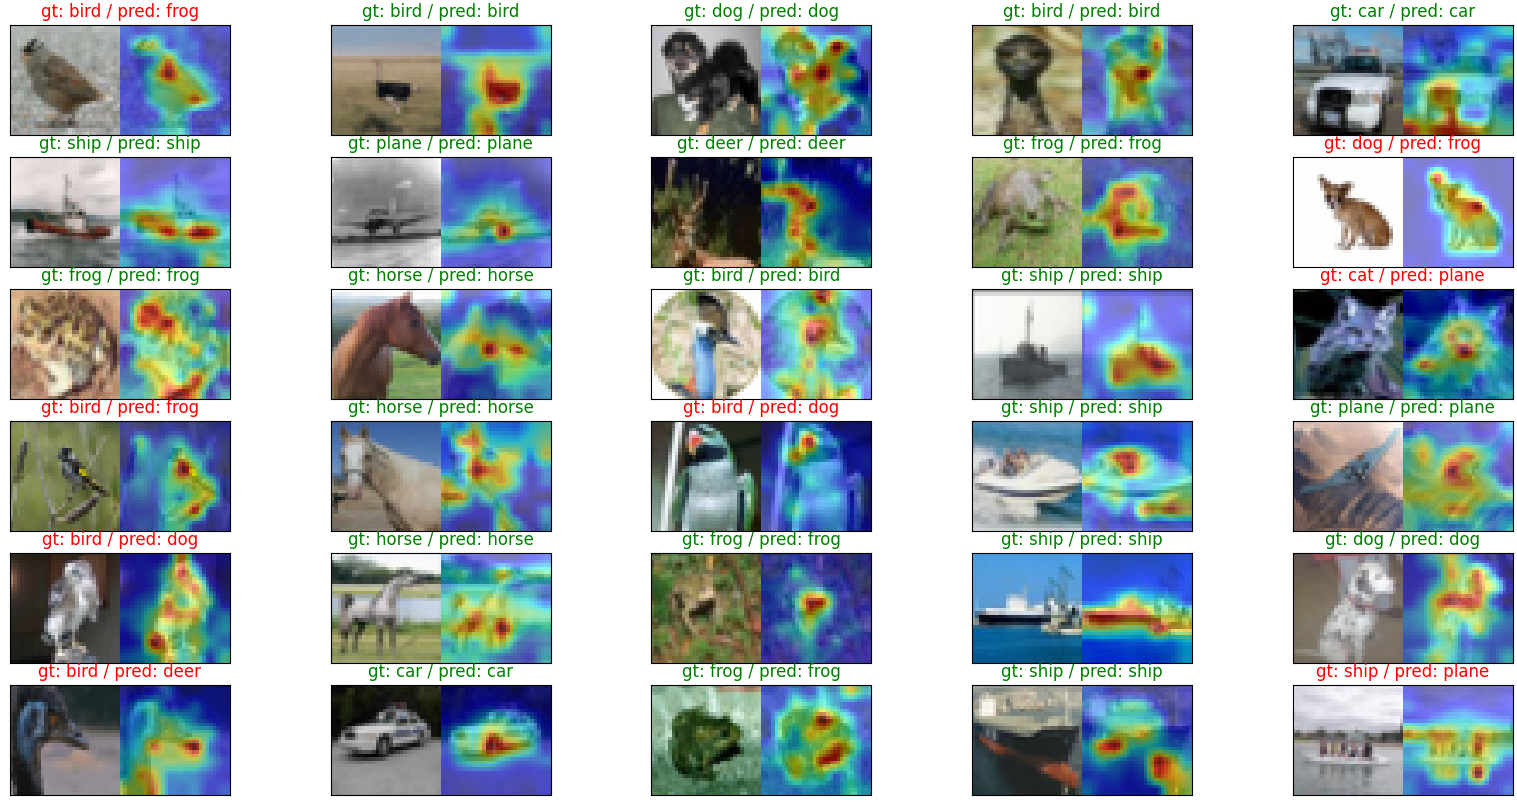 gt: bird / pred: frog
gt: bird / pred: bird
gt: dog / pred: dog
gt: bird / pred: bird
gt: car / pred: car
gt: ship / pred: ship
gt: plane / pred: plane
gt: deer / pred: deer
gt: frog / pred: frog
gt: dog / pred: frog
gt: frog / pred: frog
gt: horse / pred: horse
gt: bird / pred: bird
gt: ship / pred: ship
gt: cat / pred: plane
gt: bird / pred: frog
gt: horse / pred: horse
gt: bird / pred: dog
gt: ship / pred: ship
gt: plane / pred: plane
gt: bird / pred: dog
gt: horse / pred: horse
gt: frog / pred: frog
gt: ship / pred: ship
gt: dog / pred: dog
gt: bird / pred: deer
gt: car / pred: car
gt: frog / pred: frog
gt: ship / pred: ship
gt: ship / pred: plane